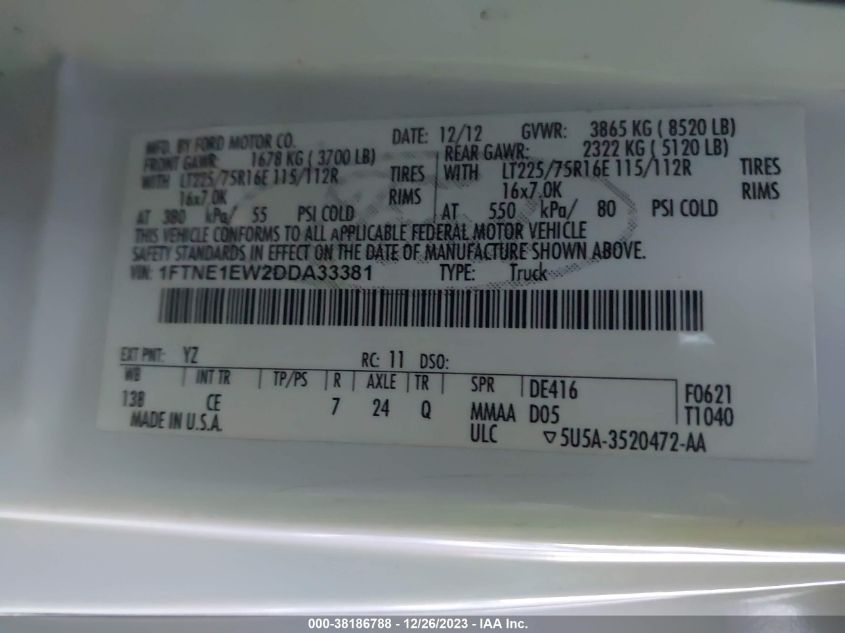 MFD. BY FORD MOTOR CO. DATE: 12/12 GVWR: 3865 KG ( 8520 LB)
FRONT GAWR: 1678 KG ( 3700 LB) REAR GAWR: 2322 KG ( 5120 LB)
WITH LT225/75R16E 115/112R TIRES WITH LT225/75R16E 115/112R TIRES
16x7.0K RIMS 16x7.0K RIMS
AT 380 kPa/ 55 PSI COLD AT 550 kPa/ 80 PSI COLD
THIS VEHICLE CONFORMS TO ALL APPLICABLE FEDERAL MOTOR VEHICLE
SAFETY STANDARDS IN EFFECT ON THE DATE OF MANUFACTURE SHOWN ABOVE.
VIN: 1FTNE1EW2DDA33381 TYPE: Truck
EXT PNT: YZ RC: 11 DSO:
WB INT TR TP/PS R AXLE TR SPR DE416 F0621
138 CE 7 24 Q MMAA D05 T1040
MADE IN U.S.A. ULC ▽5U5A-3520472-AA
000-38186788 - 12/26/2023 - IAA Inc.